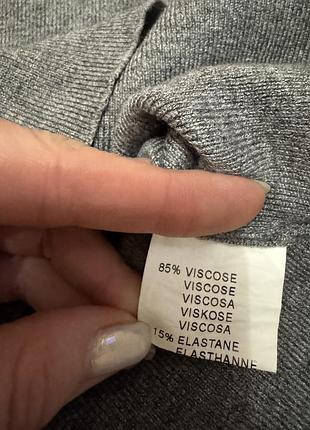 85% VISCOSE
VISCOSE
VISCOSA
VISKOSE
VISCOSA
15% ELASTANE
ELASTHANNE